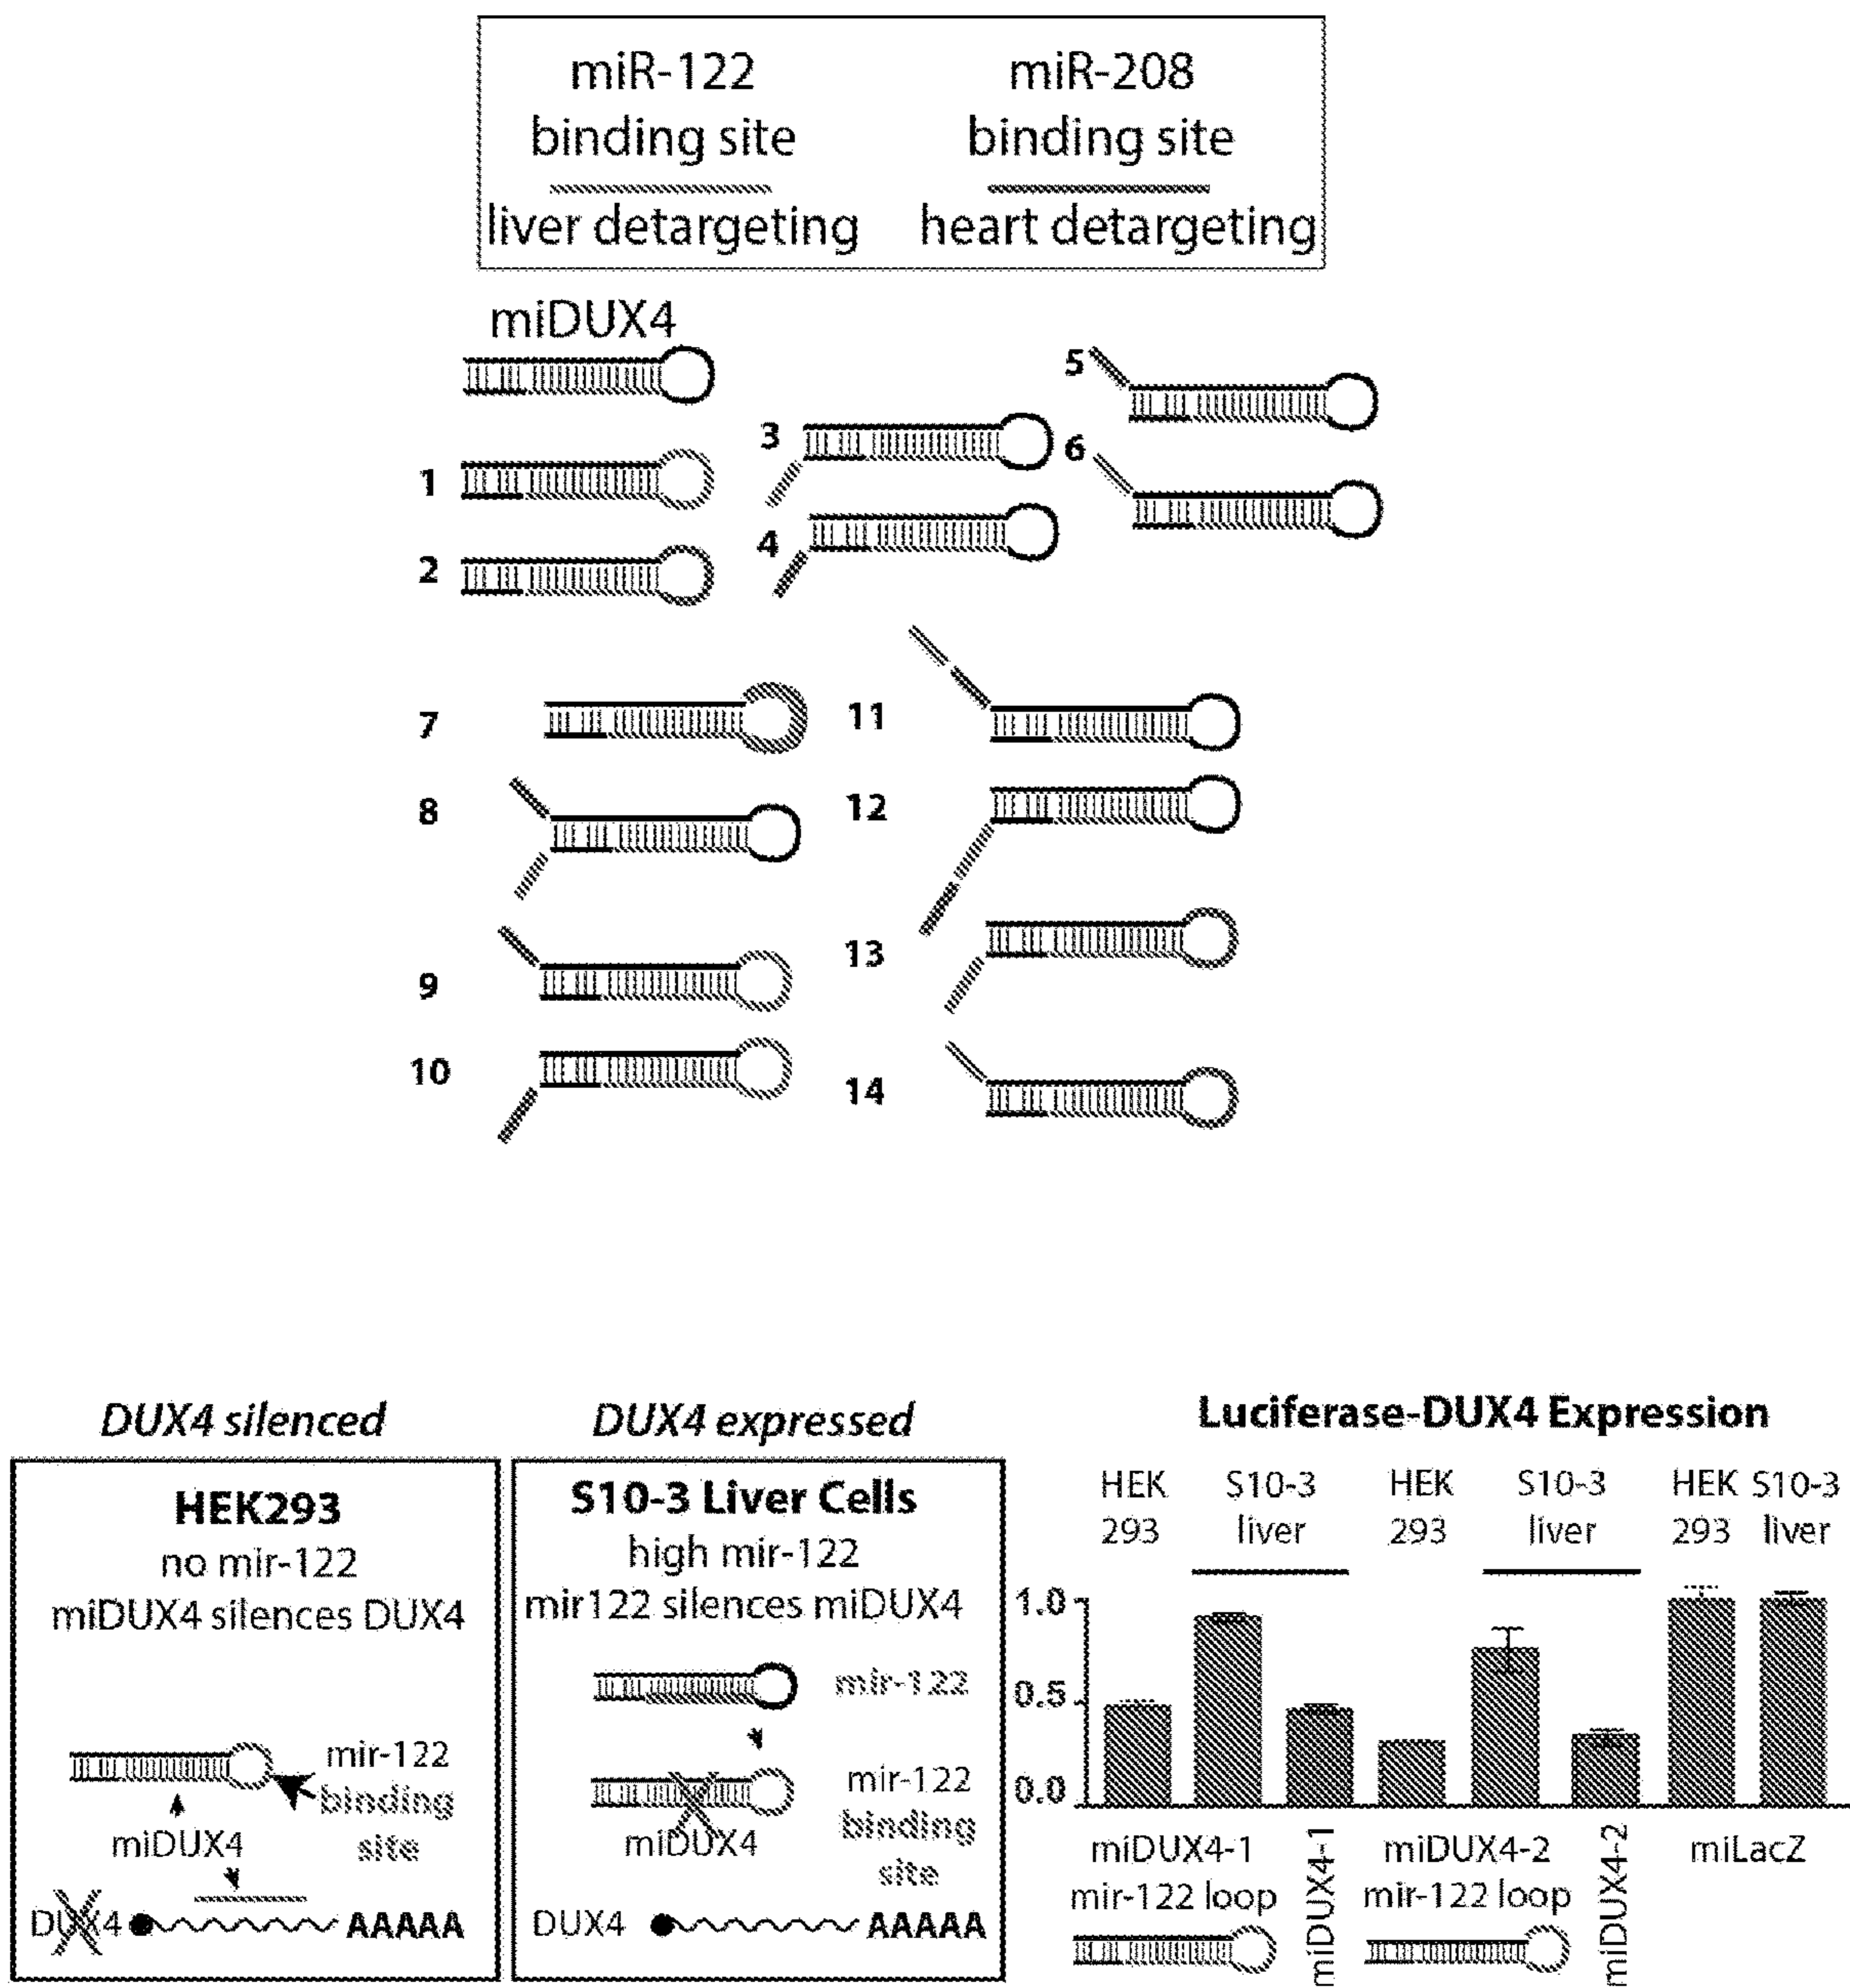 miR-122
binding site
liver detargeting
miR-208
binding site
heart detargeting
miDUX4
1
2
3
4
5
6
7
8
9
10
11
12
13
14
DUX4 silenced
HEK293
no mir-122
miDUX4 silences DUX4
mir-122
binding
site
miDUX4
DUX4
AAAAA
DUX4 expressed
S10-3 Liver Cells
high mir-122
mir122 silences miDUX4
mir-122
mir-122
binding
site
miDUX4
DUX4
AAAAA
Luciferase-DUX4 Expression
HEK
293
S10-3
liver
HEK
293
S10-3
liver
HEK
293
S10-3
liver
1.0
0.5
0.0
miDUX4-1
mir-122 loop
miDUX4-1
miDUX4-2
mir-122 loop
miDUX4-2
miLacZ